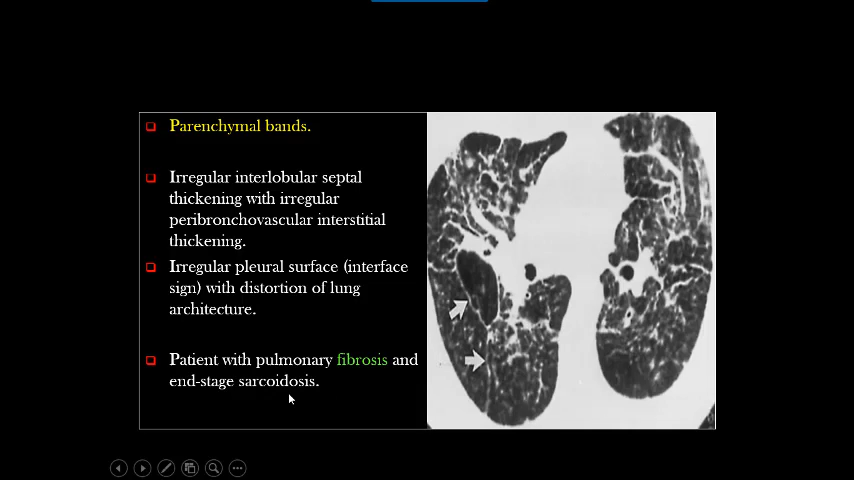 Parenchymal bands.
Irregular interlobular septal
thickening with irregular
peribronchovascular interstitial
thickening.
Irregular pleural surface (interface
sign) with distortion of lung
architecture.
Patient with pulmonary fibrosis and
end-stage sarcoidosis.